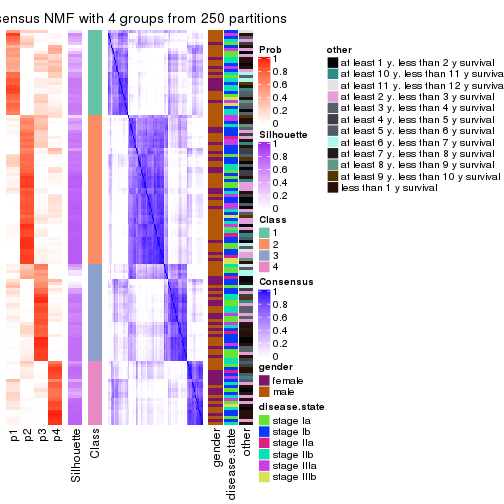 sensus NMF with 4 groups from 250 partitions
Prob
1
0.8
0.6
0.4
0.2
0
Silhouette
1
0.8
0.6
0.4
0.2
0
Class
1
2
3
4
Consensus
1
0.8
0.6
0.4
0.2
0
gender
female
male
disease.state
stage Ia
stage Ib
stage IIa
stage IIb
stage IIIa
stage IIIb
other
at least 1 y. less than 2 y survival
at least 10 y. less than 11 y survival
at least 11 y. less than 12 y survival
at least 2 y. less than 3 y survival
at least 3 y. less than 4 y survival
at least 4 y. less than 5 y survival
at least 5 y. less than 6 y survival
at least 6 y. less than 7 y survival
at least 7 y. less than 8 y survival
at least 8 y. less than 9 y survival
at least 9 y. less than 10 y survival
less than 1 y survival
p1
p2
p3
p4
Silhouette
Class
gender
disease.state
other